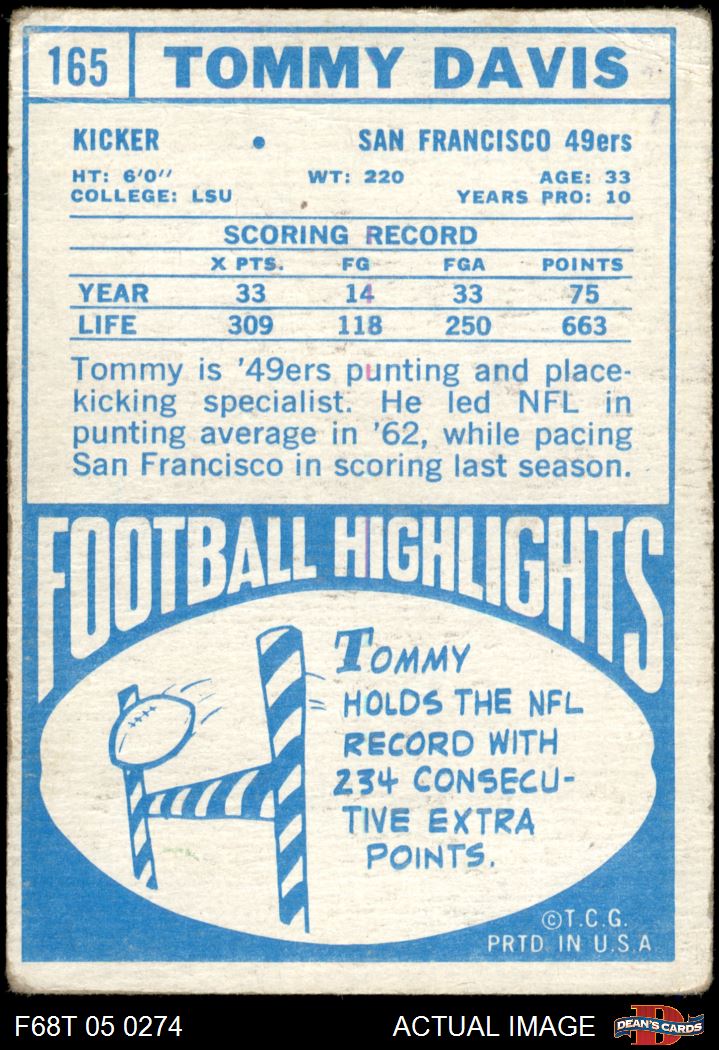 165 TOMMY DAVIS
KICKER • SAN FRANCISCO 49ers
HT: 6'0" WT: 220 AGE: 33
COLLEGE: LSU YEARS PRO: 10
SCORING RECORD
X PTS. FG FGA POINTS
YEAR 33 14 33 75
LIFE 309 118 250 663
Tommy is '49ers punting and place-
kicking specialist. He led NFL in
punting average in '62, while pacing
San Francisco in scoring last season.
FOOTBALL HIGHLIGHTS
TOMMY
HOLDS THE NFL
RECORD WITH
234 CONSECU-
TIVE EXTRA
POINTS.
©T.C.G.
PRTD. IN U.S.A.
F68T 05 0274 ACTUAL IMAGE DEAN'S CARDS